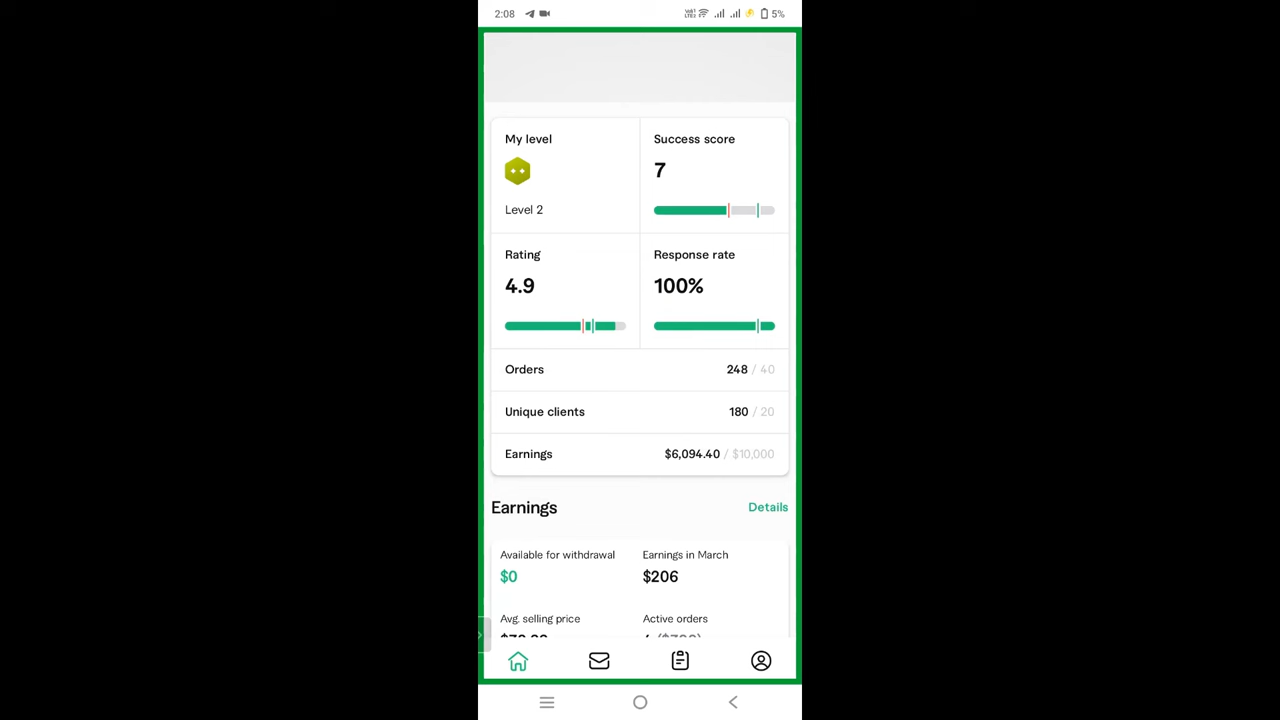 2:08
5%
My level
Success score
7
Level 2
Rating
Response rate
4.9
100%
Orders 248 / 40
Unique clients 180 / 20
Earnings $6,094.40 / $10,000
Earnings Details
Available for withdrawal Earnings in March
$0 $206
Avg. selling price Active orders